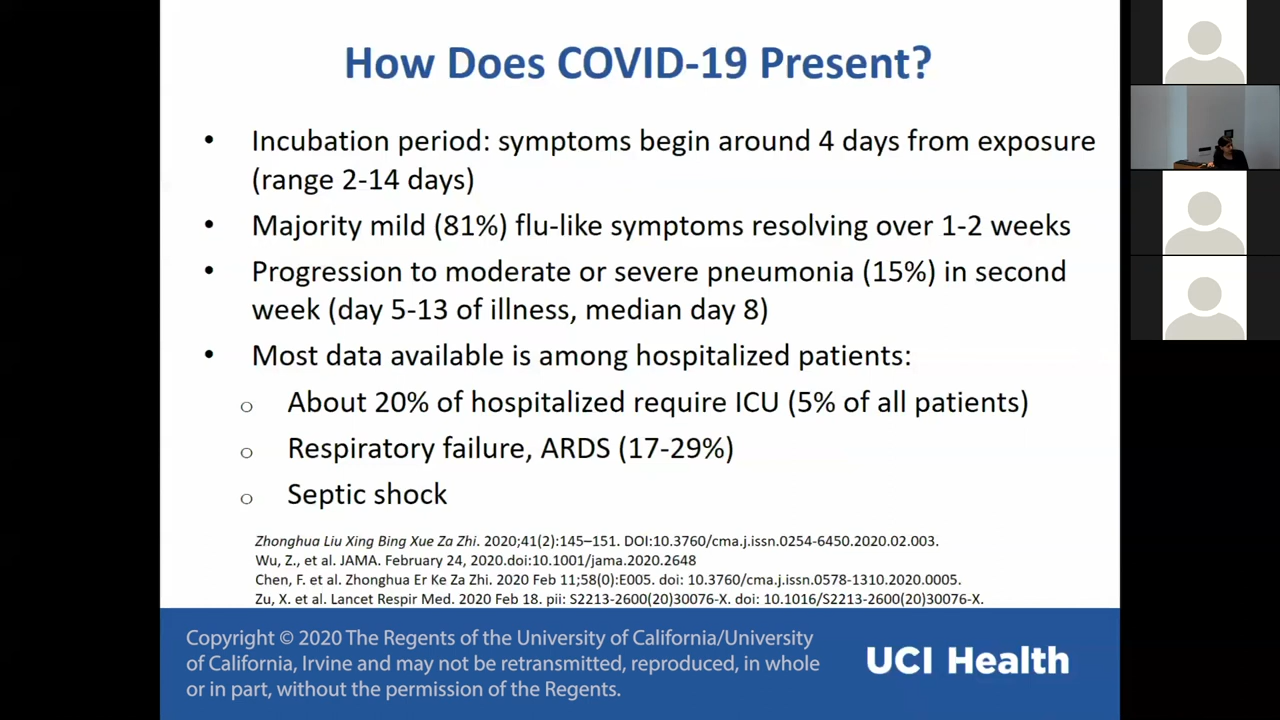 How Does COVID-19 Present?
• Incubation period: symptoms begin around 4 days from exposure
(range 2-14 days)
• Majority mild (81%) flu-like symptoms resolving over 1-2 weeks
• Progression to moderate or severe pneumonia (15%) in second
week (day 5-13 of illness, median day 8)
• Most data available is among hospitalized patients:
o About 20% of hospitalized require ICU (5% of all patients)
o Respiratory failure, ARDS (17-29%)
o Septic shock
Zhonghua Liu Xing Bing Xue Za Zhi. 2020;41(2):145–151. DOI:10.3760/cma.j.issn.0254-6450.2020.02.003.
Wu, Z., et al. JAMA. February 24, 2020.doi:10.1001/jama.2020.2648
Chen, F. et al. Zhonghua Er Ke Za Zhi. 2020 Feb 11;58(0):E005. doi: 10.3760/cma.j.issn.0578-1310.2020.0005.
Zu, X. et al. Lancet Respir Med. 2020 Feb 18. pii: S2213-2600(20)30076-X. doi: 10.1016/S2213-2600(20)30076-X.
Copyright © 2020 The Regents of the University of California/University
of California, Irvine and may not be retransmitted, reproduced, in whole
or in part, without the permission of the Regents.
UCI Health